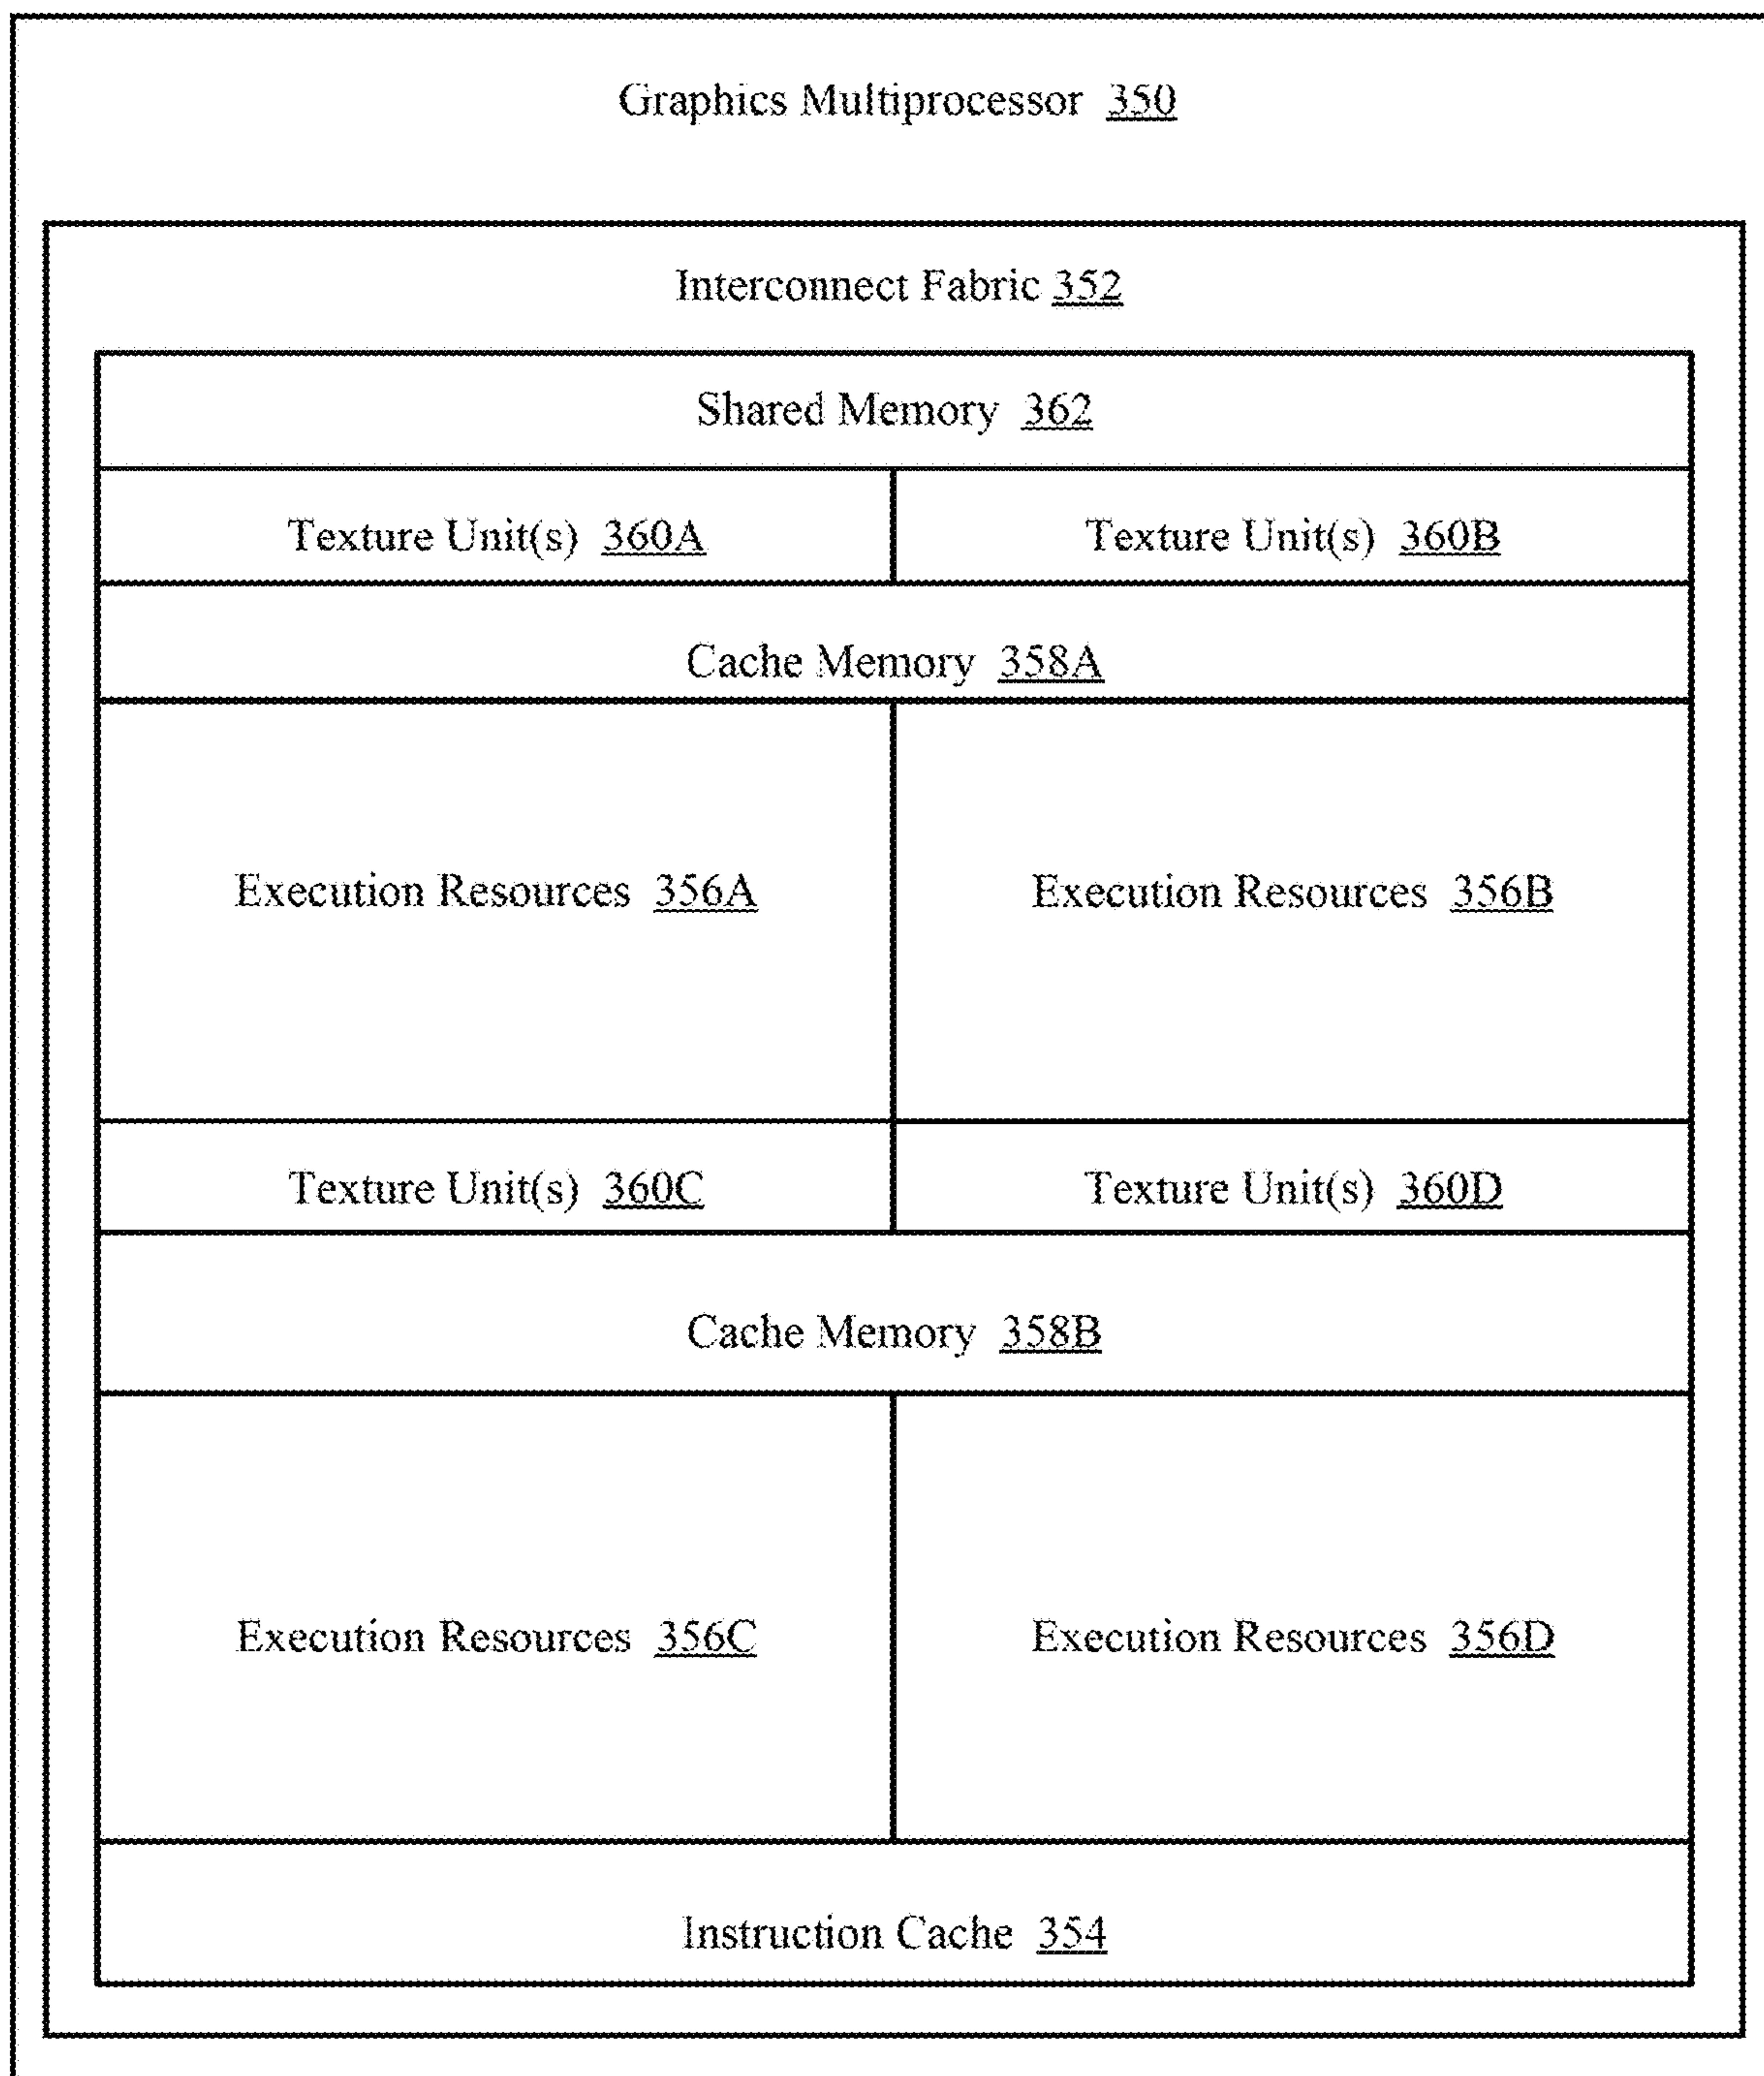 Graphics Multiprocessor 350
Interconnect Fabric 352
Shared Memory 362
Texture Unit(s) 360A
Texture Unit(s) 360B
Cache Memory 358A
Execution Resources 356A
Execution Resources 356B
Texture Unit(s) 360C
Texture Unit(s) 360D
Cache Memory 358B
Execution Resources 356C
Execution Resources 356D
Instruction Cache 354